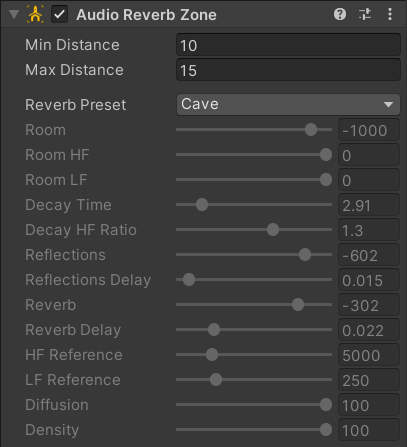 Audio Reverb Zone
Min Distance 10
Max Distance 15
Reverb Preset Cave
Room -1000
Room HF 0
Room LF 0
Decay Time 2.91
Decay HF Ratio 1.3
Reflections -602
Reflections Delay 0.015
Reverb -302
Reverb Delay 0.022
HF Reference 5000
LF Reference 250
Diffusion 100
Density 100